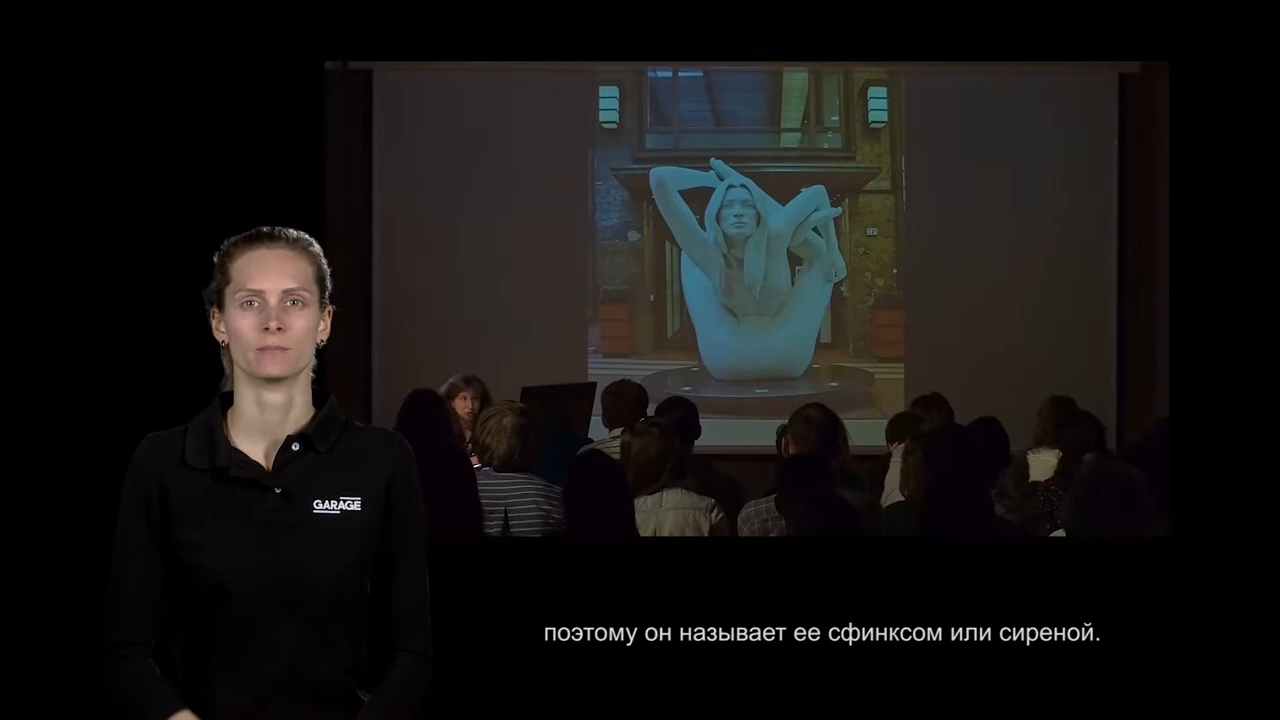 GARAGE
поэтому он называет ее сфинксом или сиреной.